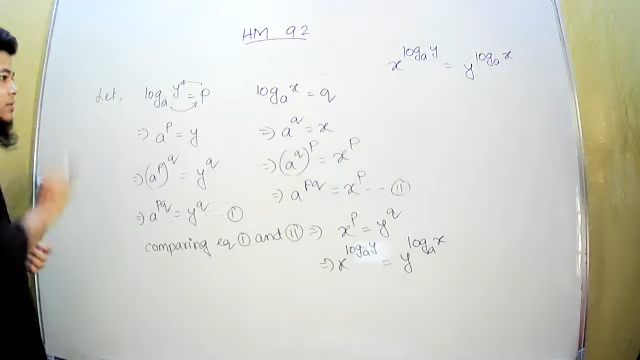 HM 92
x^{log_a y} = y^{log_a x}
Let, log_a y = p    log_a x = q
⇒ a^p = y    ⇒ a^q = x
⇒ (a^p)^q = y^q    ⇒ (a^q)^p = x^p
⇒ a^{pq} = x^p -- (ii)
⇒ a^{pq} = y^q -- (i)
comparing eq (i) and (ii) ⇒ x^p = y^q
⇒ x^{log_a y} = y^{log_a x}